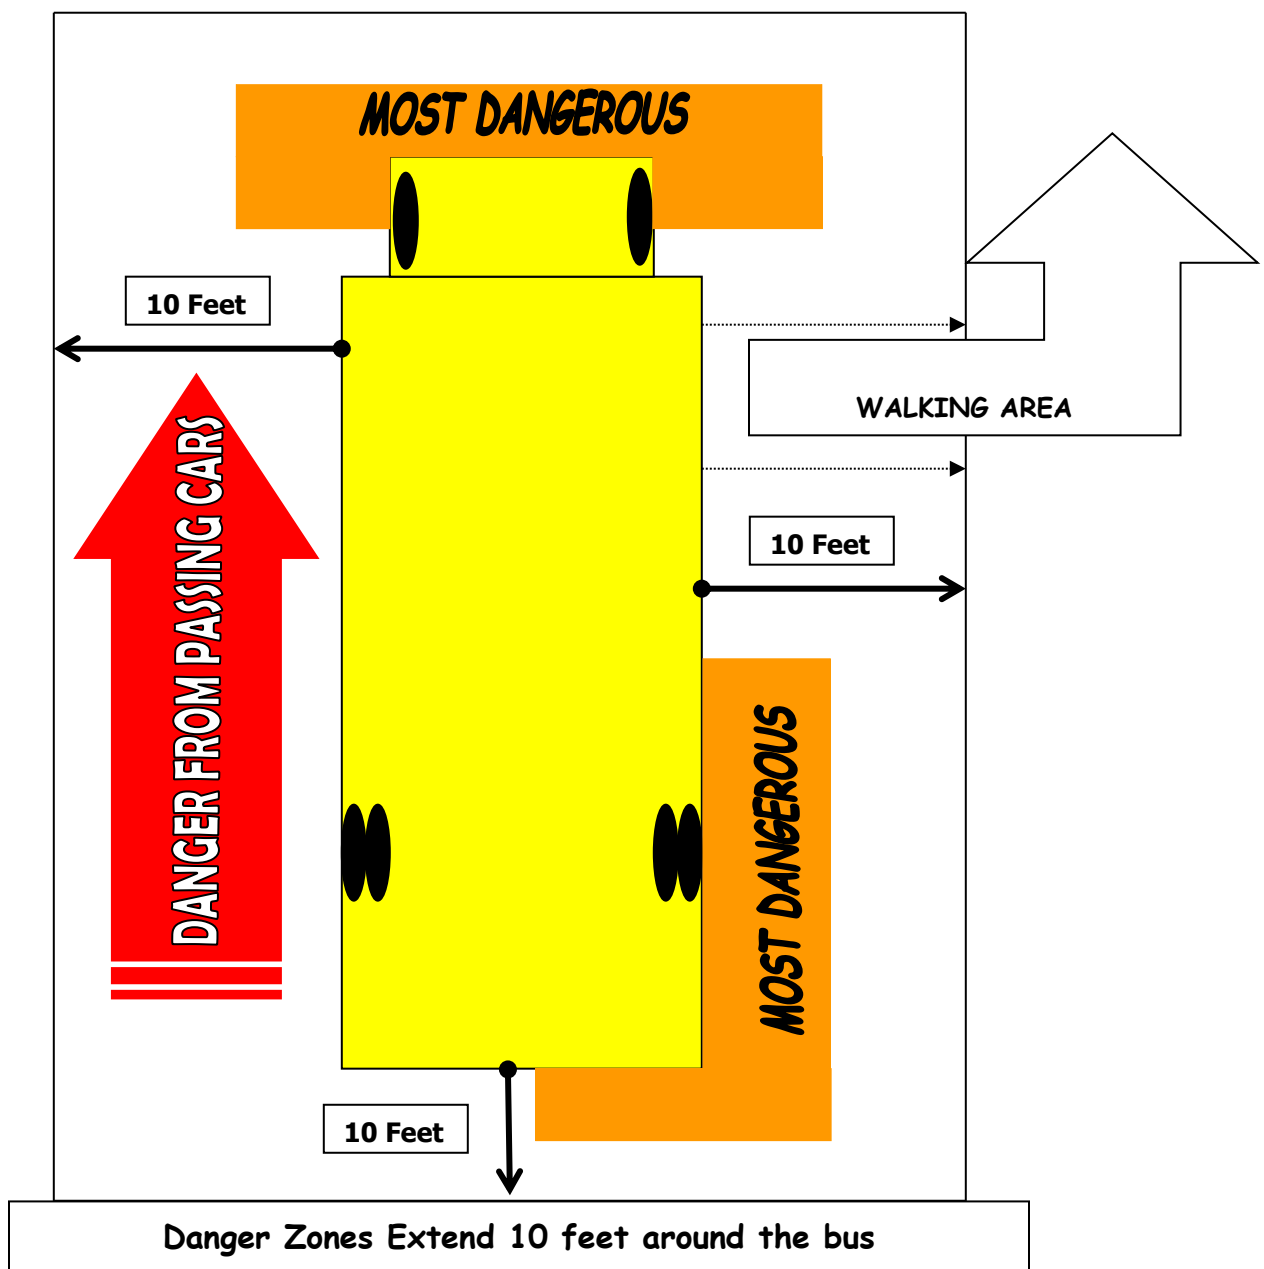 MOST DANGEROUS
10 Feet
DANGER FROM PASSING CARS
WALKING AREA
10 Feet
MOST DANGEROUS
10 Feet
Danger Zones Extend 10 feet around the bus